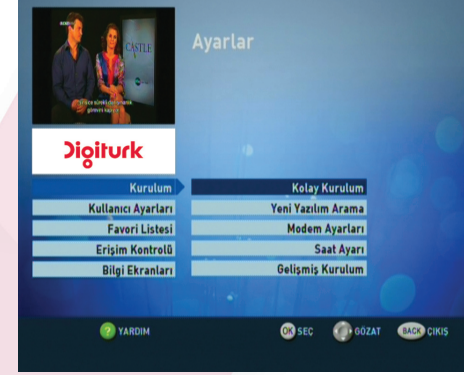 Ayarlar
CASTLE
Digiturk
Kurulum
Kullanıcı Ayarları
Favori Listesi
Erişim Kontrolü
Bilgi Ekranları
Kolay Kurulum
Yeni Yazılım Arama
Modem Ayarları
Saat Ayarı
Gelişmiş Kurulum
? YARDIM
OK SEÇ
GÖZAT
BACK ÇIKIŞ